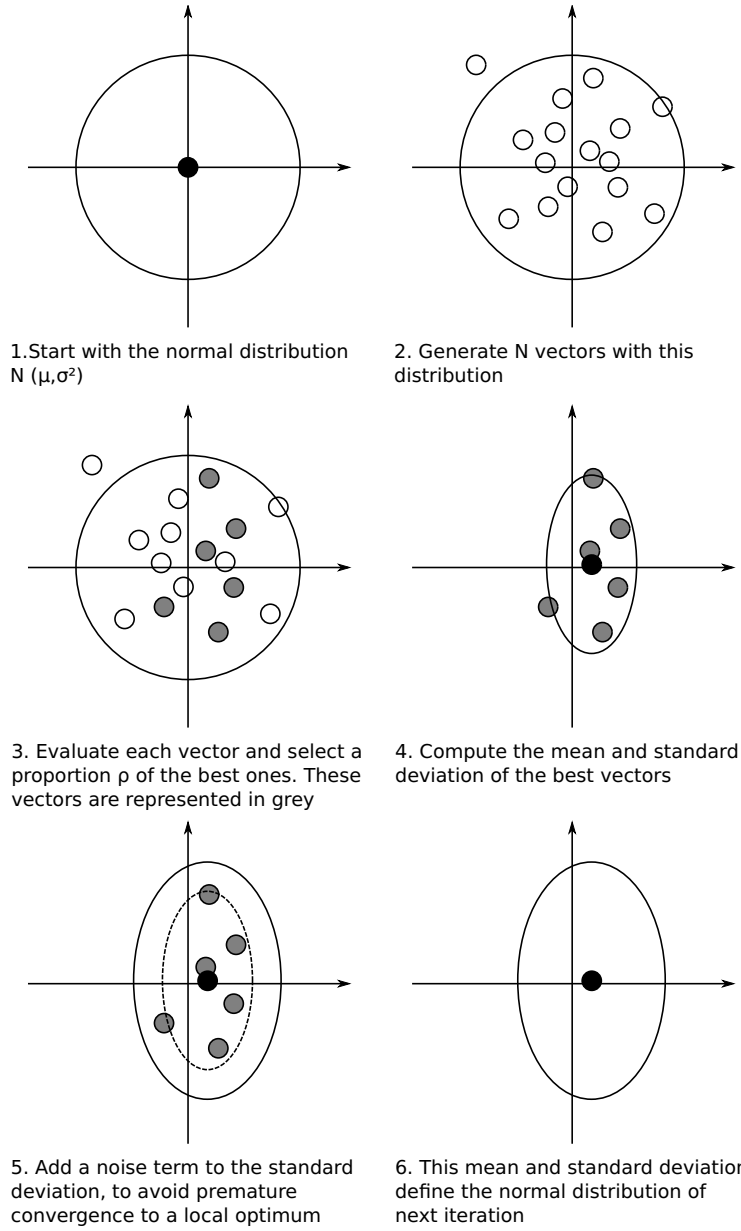 1.Start with the normal distribution
N (μ,σ²)
2. Generate N vectors with this
distribution
3. Evaluate each vector and select a
proportion ρ of the best ones. These
vectors are represented in grey
4. Compute the mean and standard
deviation of the best vectors
5. Add a noise term to the standard
deviation, to avoid premature
convergence to a local optimum
6. This mean and standard deviation
define the normal distribution of
next iteration